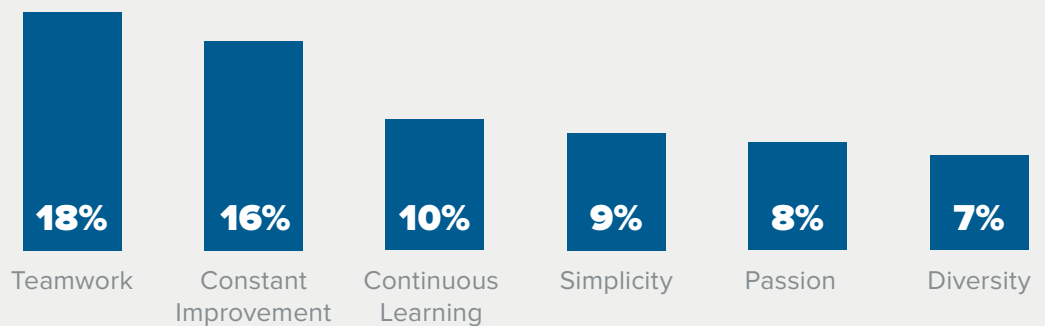 18% 16% 10% 9% 8% 7%
Teamwork Constant Continuous Simplicity Passion Diversity
Improvement Learning